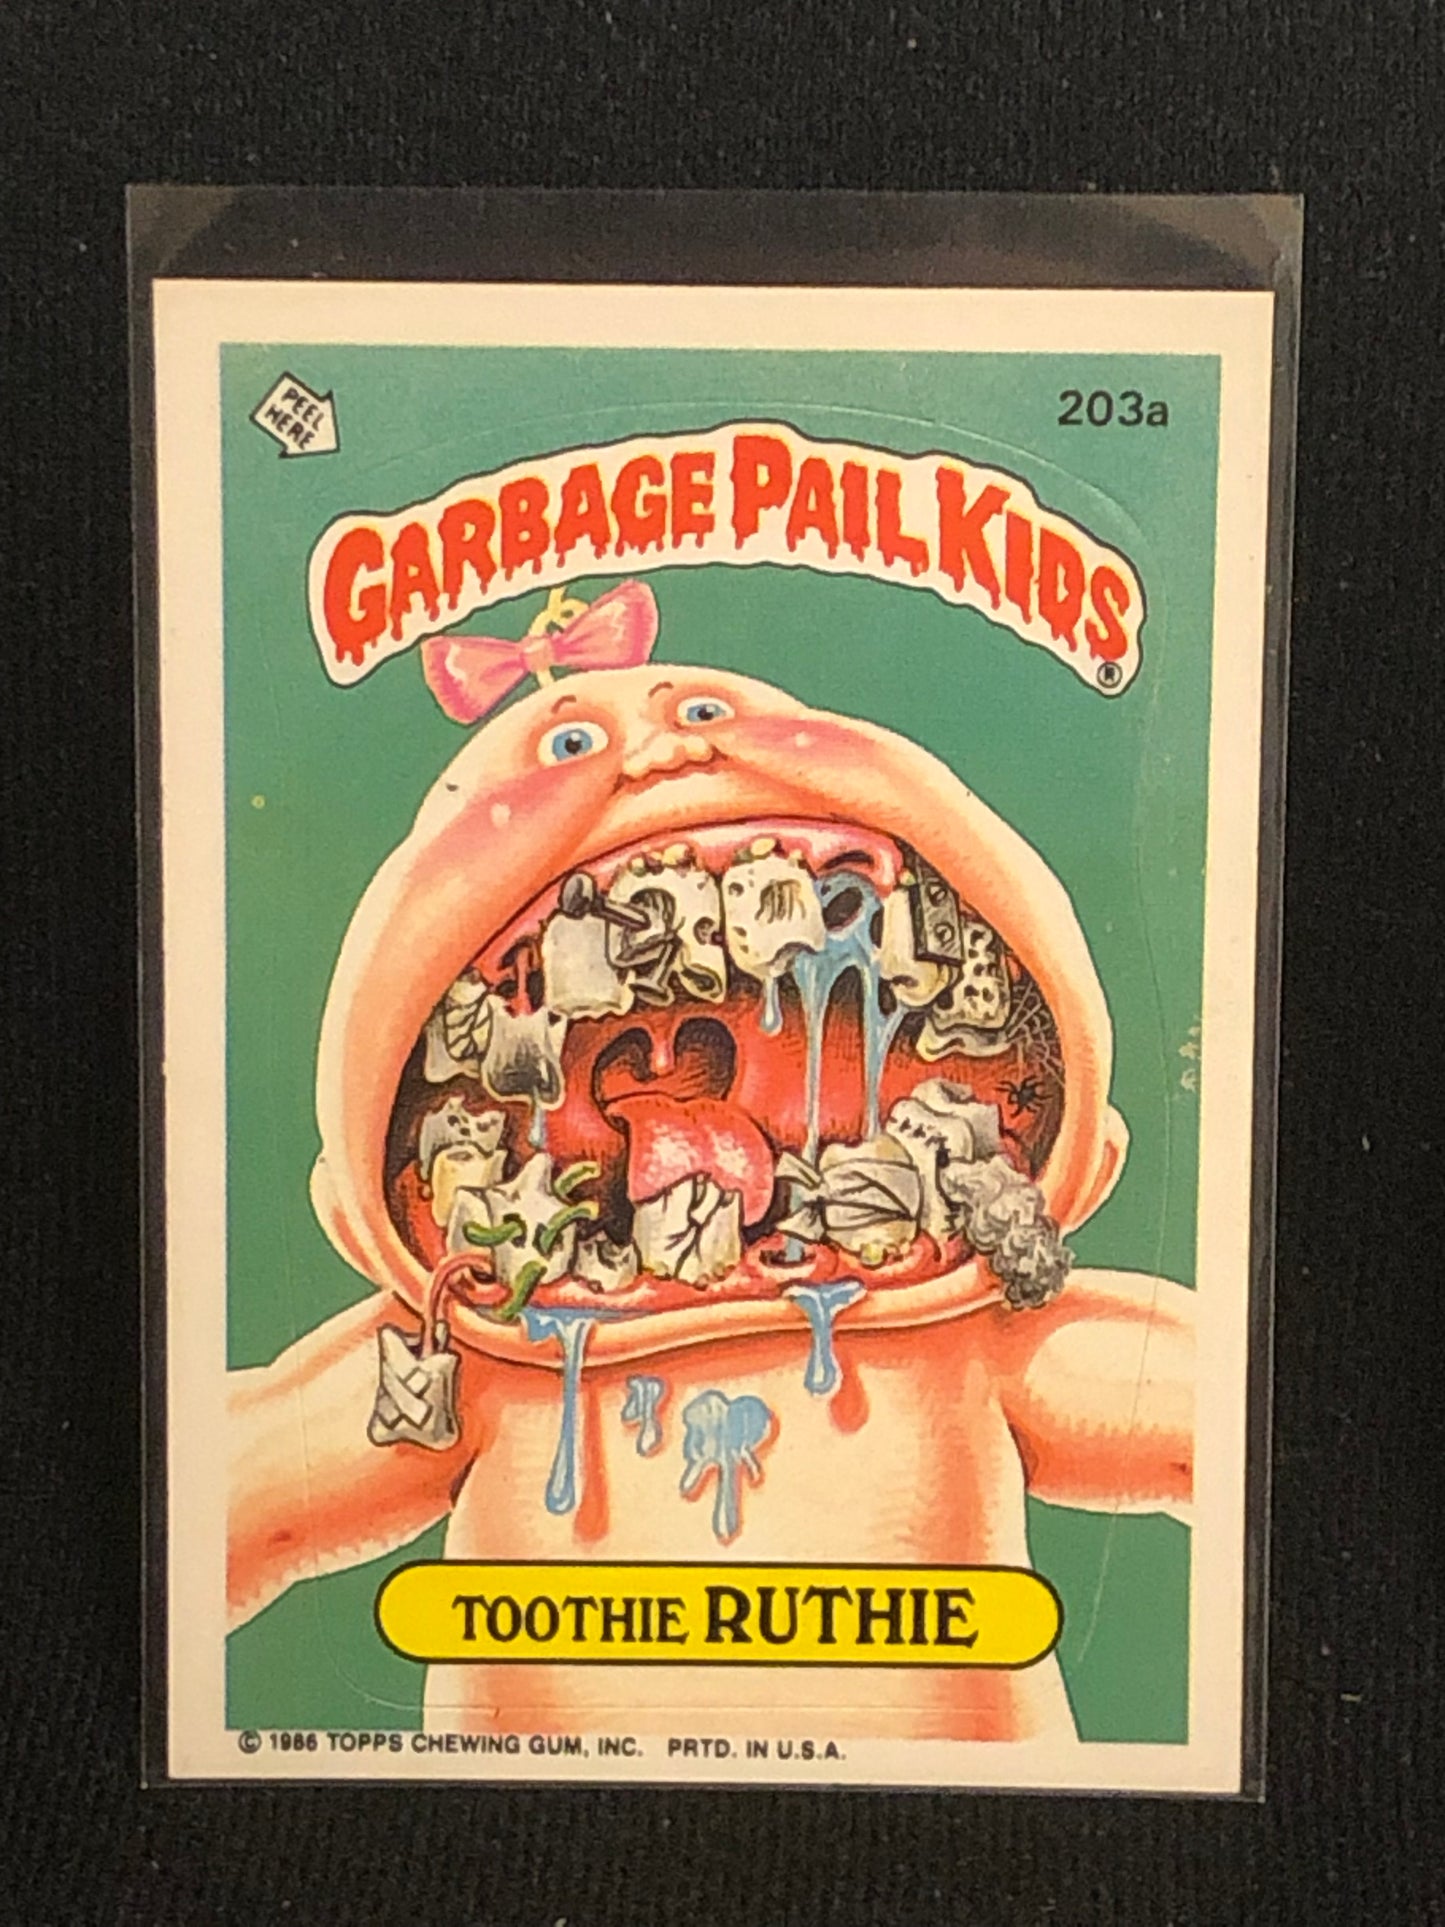 PEEL
HERE
203a
GARBAGE PAIL KIDS
®
TOOTHIE RUTHIE
© 1986 TOPPS CHEWING GUM, INC. PRTD. IN U.S.A.